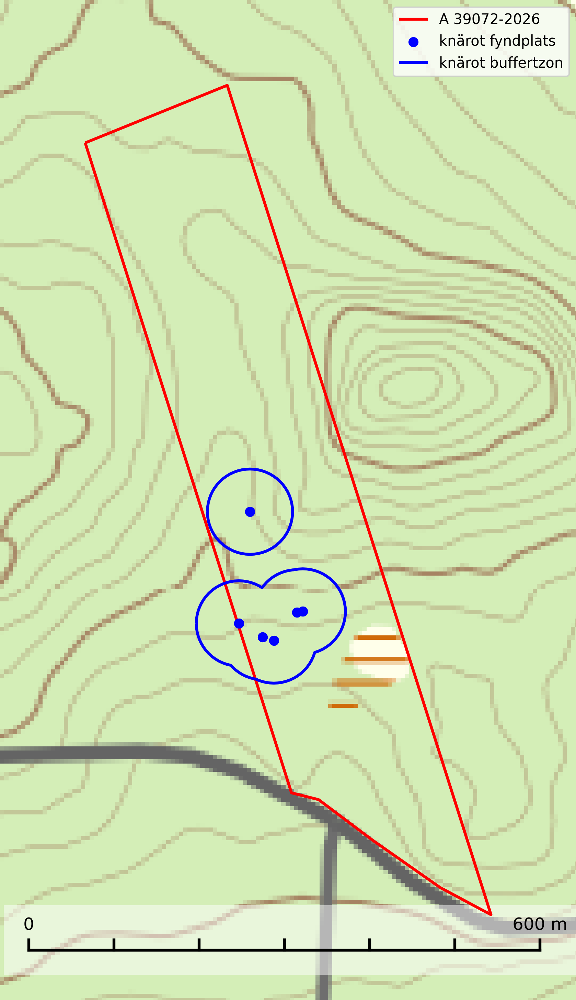 A 39072-2026
knärot fyndplats
knärot buffertzon
0
600 m